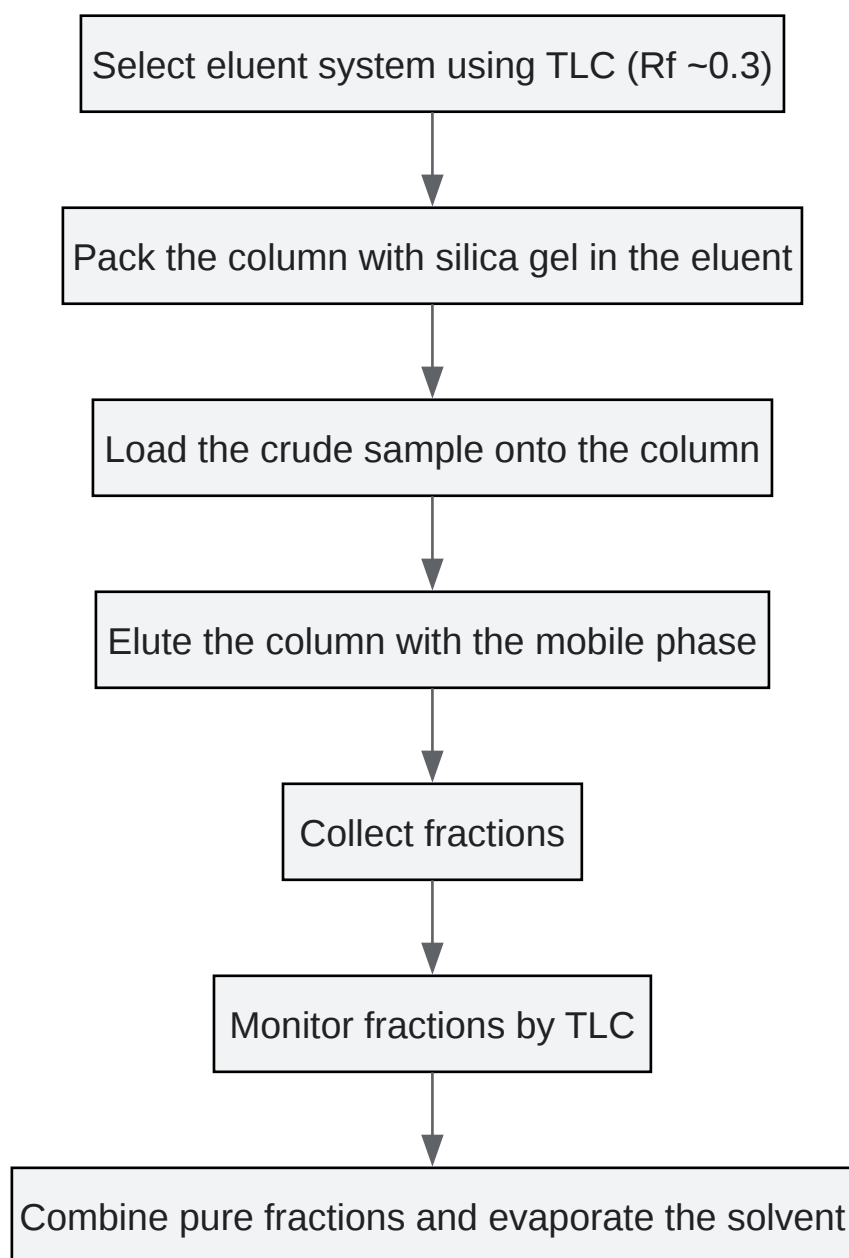 Select eluent system using TLC (Rf ~0.3)
Pack the column with silica gel in the eluent
Load the crude sample onto the column
Elute the column with the mobile phase
Collect fractions
Monitor fractions by TLC
Combine pure fractions and evaporate the solvent